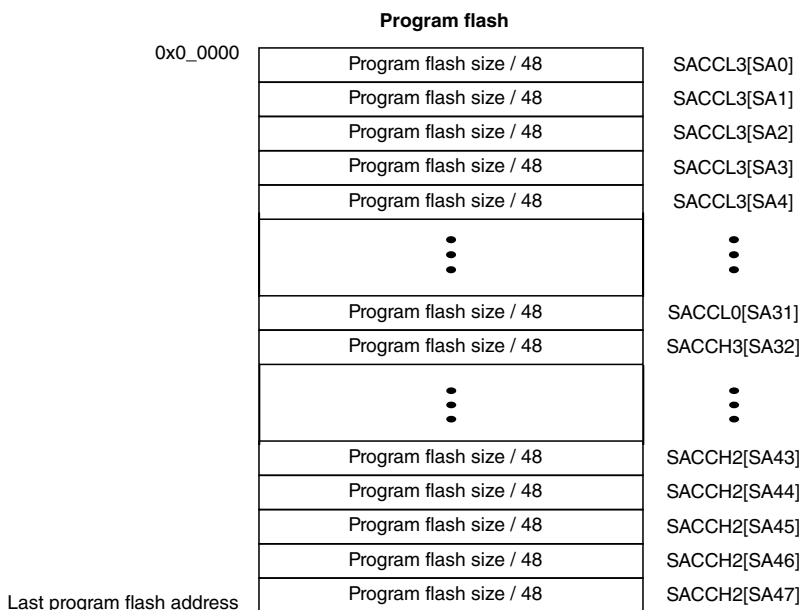 Program flash
0x0_0000
Program flash size / 48 SACCL3[SA0]
Program flash size / 48 SACCL3[SA1]
Program flash size / 48 SACCL3[SA2]
Program flash size / 48 SACCL3[SA3]
Program flash size / 48 SACCL3[SA4]
Program flash size / 48 SACCL0[SA31]
Program flash size / 48 SACCH3[SA32]
Program flash size / 48 SACCH2[SA43]
Program flash size / 48 SACCH2[SA44]
Program flash size / 48 SACCH2[SA45]
Program flash size / 48 SACCH2[SA46]
Program flash size / 48 SACCH2[SA47]
Last program flash address